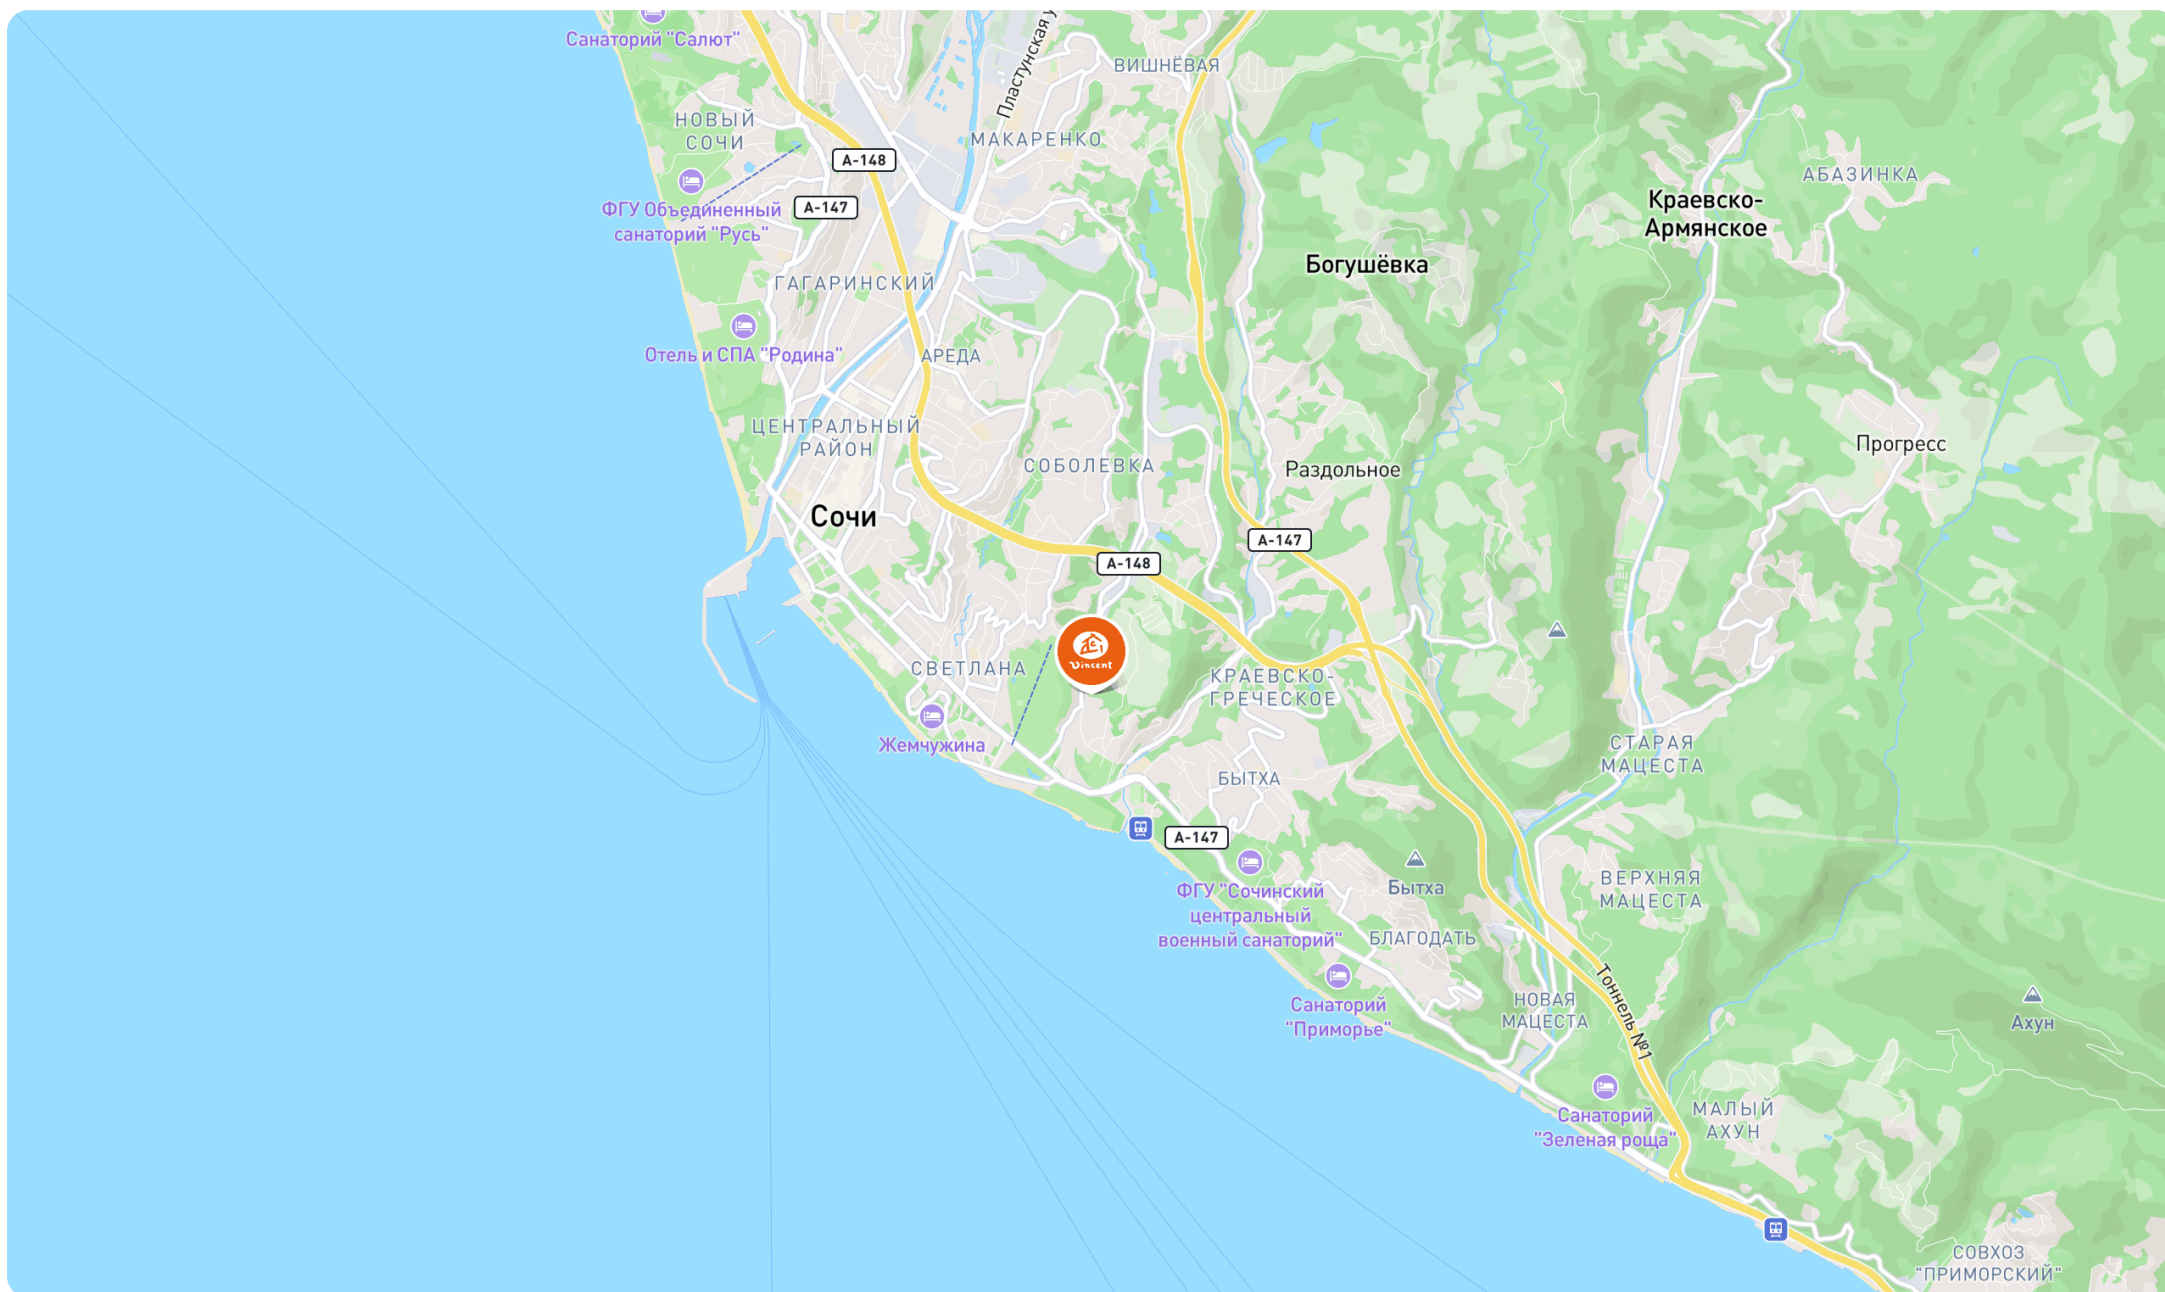 Санаторий "Салют"
Пластунская у
ВИШНЁВАЯ
НОВЫЙ
СОЧИ
МАКАРЕНКО
А-148
АБАЗИНКА
Краевско-
Армянское
ФГУ Объединенный
санаторий "Русь"
А-147
Богушёвка
ГАГАРИНСКИЙ
Отель и СПА "Родина"
АРЕДА
ЦЕНТРАЛЬНЫЙ
РАЙОН
СОБОЛЕВКА
Раздольное
Прогресс
Сочи
А-147
А-148
Vincent
СВЕТЛАНА
КРАЕВСКО-
ГРЕЧЕСКОЕ
Жемчужина
СТАРАЯ
МАЦЕСТА
БЫТХА
А-147
ФГУ "Сочинский
центральный
военный санаторий"
Бытха
ВЕРХНЯЯ
МАЦЕСТА
БЛАГОДАТЬ
Санаторий
"Приморье"
НОВАЯ
МАЦЕСТА
Тоннель №1
Ахун
Санаторий
"Зеленая роща"
МАЛЫЙ
АХУН
СОВХОЗ
"ПРИМОРСКИЙ"